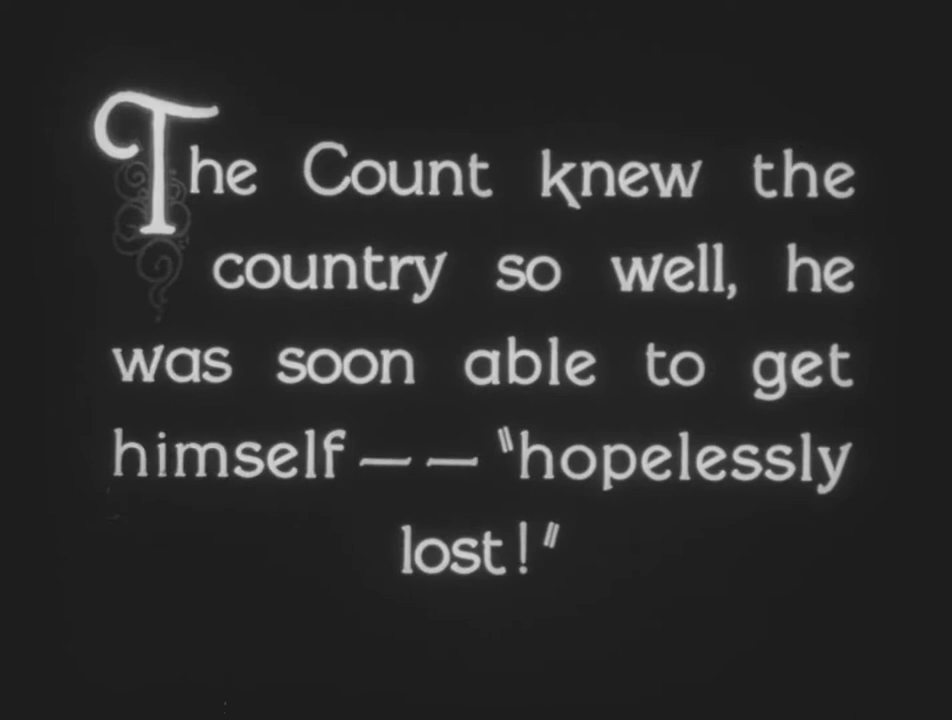 The Count knew the
country so well, he
was soon able to get
himself — — "hopelessly
lost!"